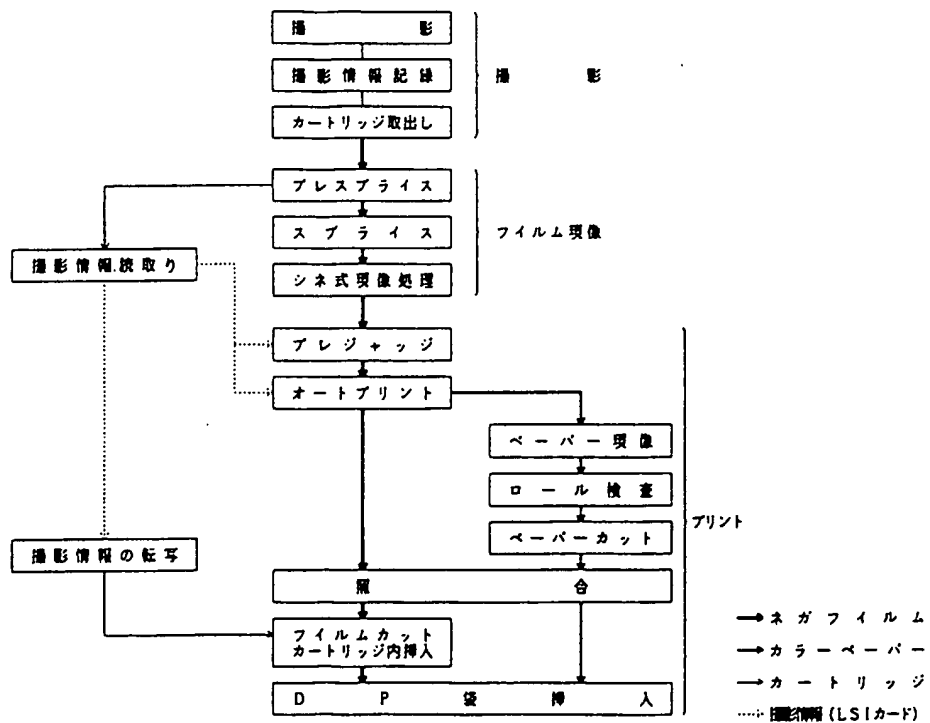 撮影
撮影情報記録
撮影
カートリッジ取出し
プレスプライス
スプライス
フイルム現像
撮影情報読取り
シネ式現像処理
プレジャッジ
オートプリント
ペーパー現像
ロール検査
プリント
ペーパーカット
撮影情報の転写
照合
フイルムカット
カートリッジ内挿入
DP袋挿入
ネガフイルム
カラーペーパー
カートリッジ
撮影情報(LSIカード)